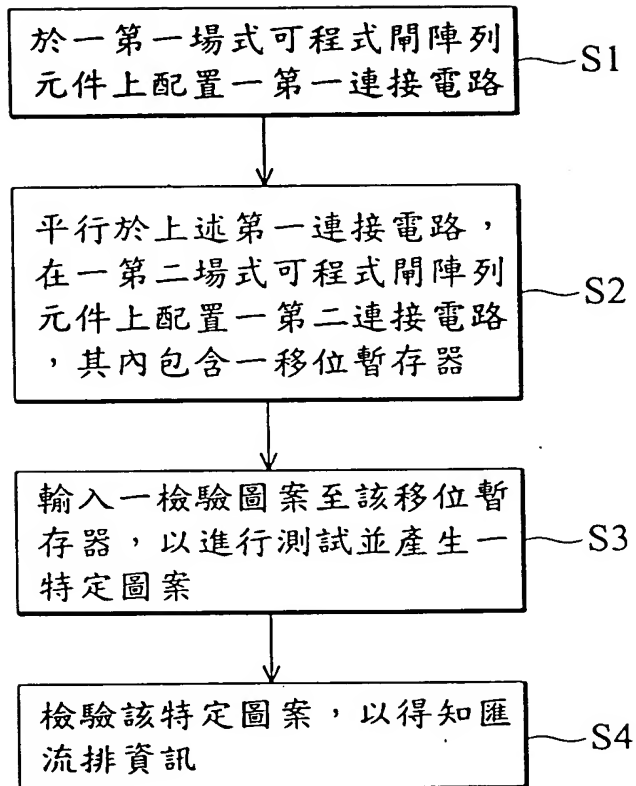 於一第一場式可程式閘陣列
元件上配置一第一連接電路
S1
平行於上述第一連接電路,
在一第二場式可程式閘陣列
元件上配置一第二連接電路
,其內包含一移位暫存器
S2
輸入一檢驗圖案至該移位暫
存器,以進行測試並產生一
特定圖案
S3
檢驗該特定圖案,以得知匯
流排資訊
S4